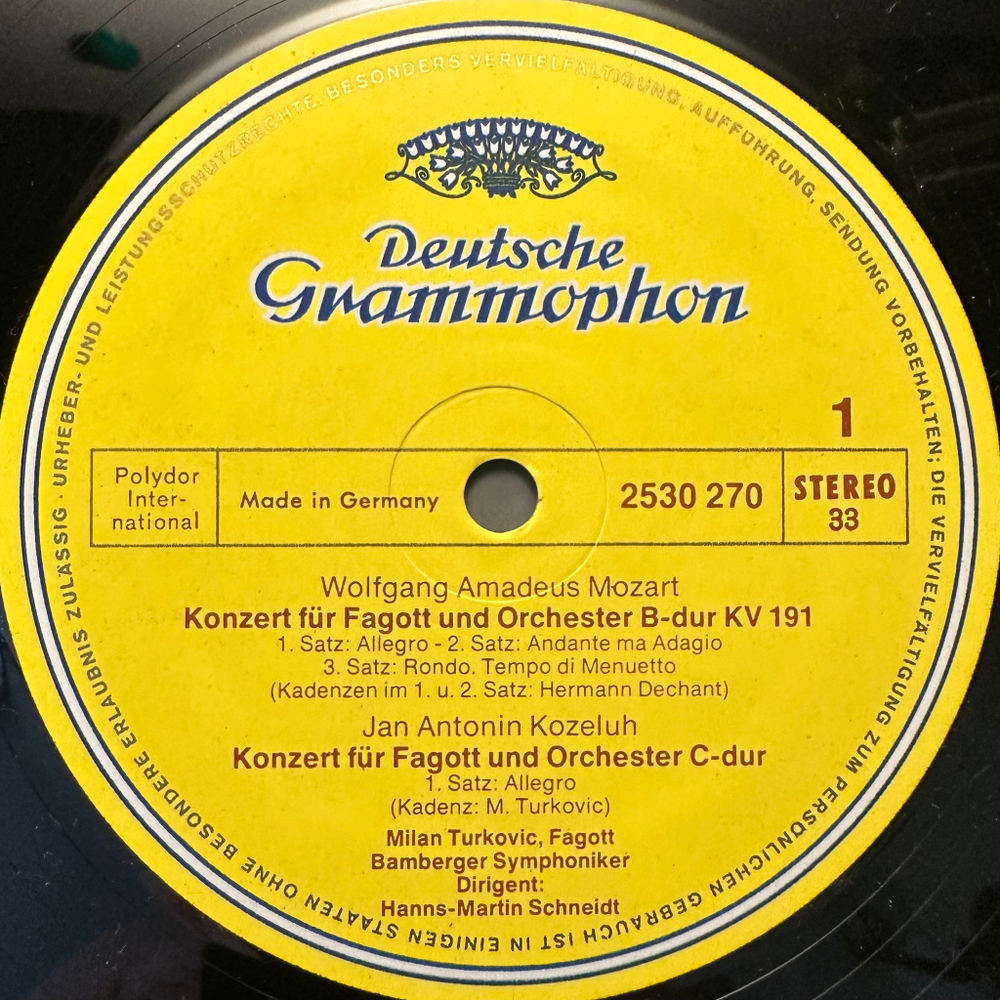 Deutsche
Grammophon
1
Polydor
Inter-
national
Made in Germany
2530 270
STEREO
33
Wolfgang Amadeus Mozart
Konzert für Fagott und Orchester B-dur KV 191
1. Satz: Allegro - 2. Satz: Andante ma Adagio
3. Satz: Rondo. Tempo di Menuetto
(Kadenzen im 1. u. 2. Satz: Hermann Dechant)
Jan Antonin Kozeluh
Konzert für Fagott und Orchester C-dur
1. Satz: Allegro
(Kadenz: M. Turkovic)
Milan Turkovic, Fagott
Bamberger Symphoniker
Dirigent:
Hanns-Martin Schneidt
URHEBER- UND LEISTUNGSSCHUTZRECHTE, BESONDERS VERVIELFÄLTIGUNG, AUFFÜHRUNG, SENDUNG VORBEHALTEN; DIE VERVIELFÄLTIGUNG ZUM PERSÖNLICHEN GEBRAUCH IST IN EINIGEN STAATEN OHNE BESONDERE ERLAUBNIS ZULÄSSIG ·